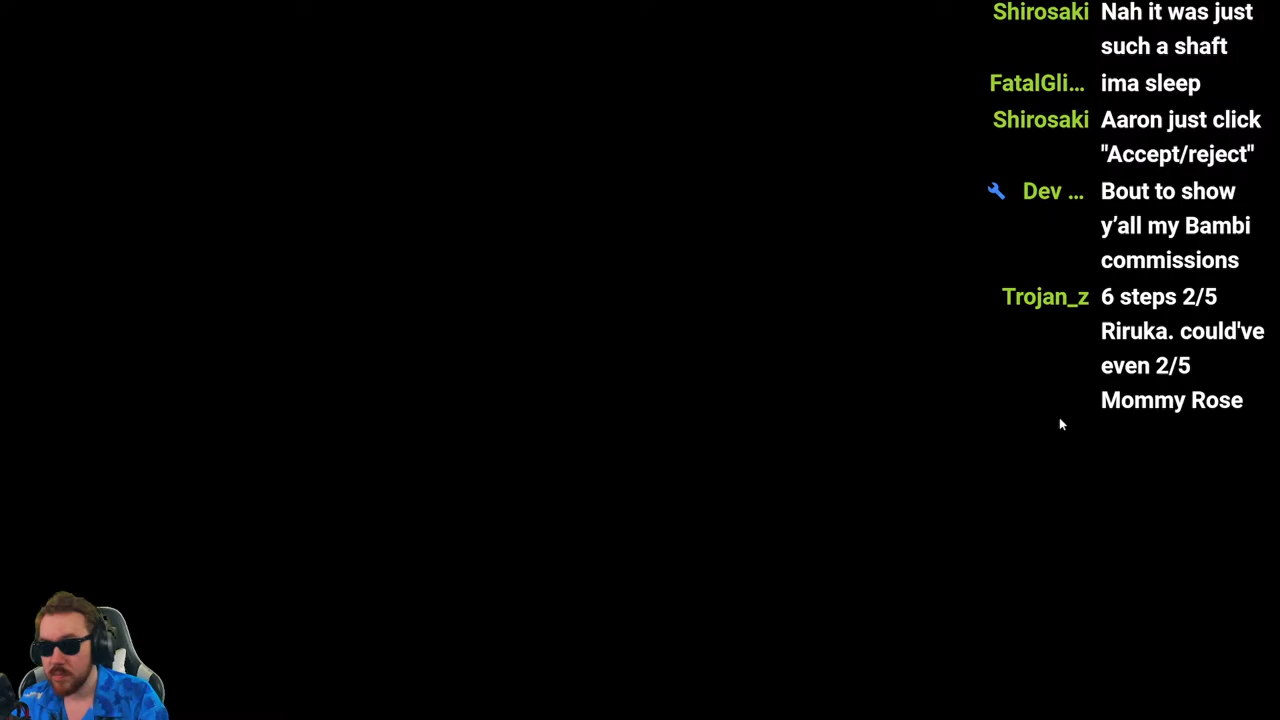 Shirosaki Nah it was just
such a shaft
FatalGli... ima sleep
Shirosaki Aaron just click
"Accept/reject"
Dev ... Bout to show
y’all my Bambi
commissions
Trojan_z 6 steps 2/5
Riruka. could've
even 2/5
Mommy Rose